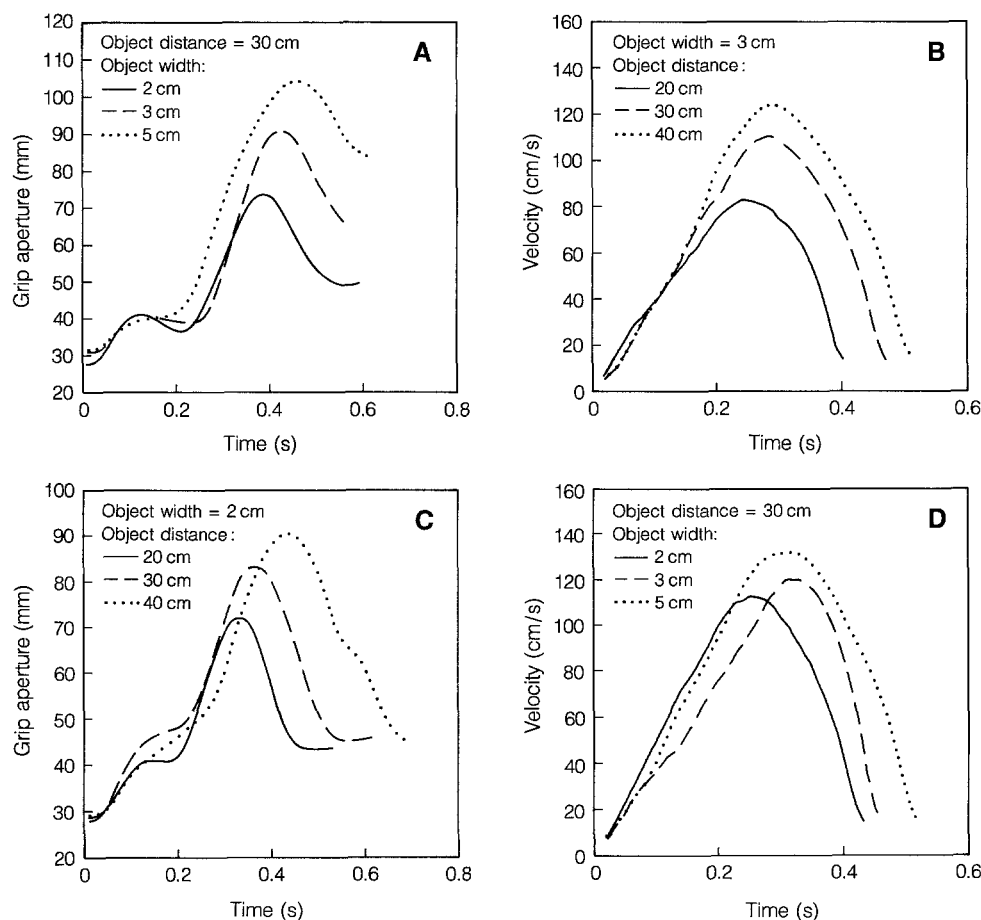 A
Object distance = 30 cm
Object width:
2 cm
3 cm
5 cm
Grip aperture (mm)
120
110
100
90
80
70
60
50
40
30
20
0
0.2
0.4
0.6
0.8
Time (s)
B
Object width = 3 cm
Object distance:
20 cm
30 cm
40 cm
Velocity (cm/s)
160
140
120
100
80
60
40
20
0
0
0.2
0.4
0.6
Time (s)
C
Object width = 2 cm
Object distance:
20 cm
30 cm
40 cm
Grip aperture (mm)
100
90
80
70
60
50
40
30
20
0
0.2
0.4
0.6
0.8
Time (s)
D
Object distance = 30 cm
Object width:
2 cm
3 cm
5 cm
Velocity (cm/s)
160
140
120
100
80
60
40
20
0
0
0.2
0.4
0.6
Time (s)